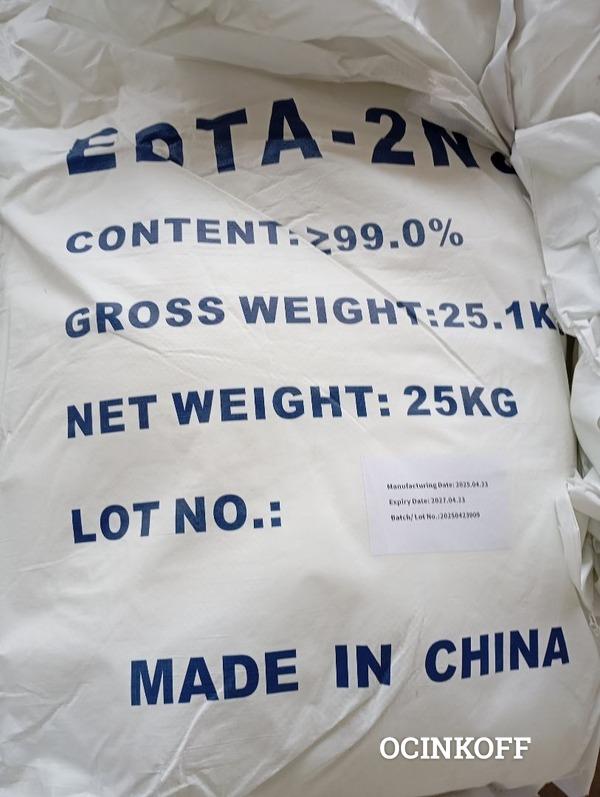 EDTA-2Na
CONTENT:≥99.0%
GROSS WEIGHT:25.1K
NET WEIGHT: 25KG
Manufacturing Date: 2025.04.23
Expiry Date: 2027.04.23
Batch/ Lot No.:20250423005
LOT NO.:
MADE IN CHINA
OCINKOFF